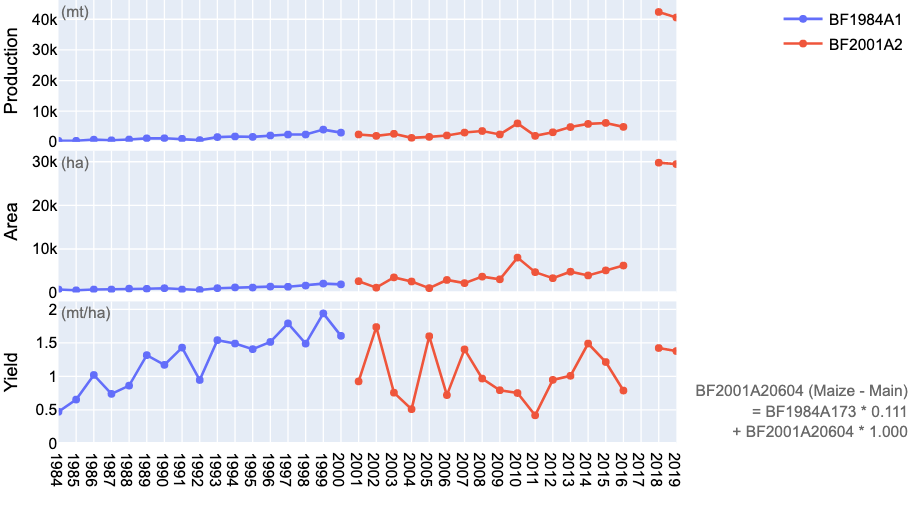 Production
(mt)
40k
30k
20k
10k
0
BF1984A1
BF2001A2
Area
(ha)
30k
20k
10k
0
Yield
(mt/ha)
2
1.5
1
0.5
0
1984
1985
1986
1987
1988
1989
1990
1991
1992
1993
1994
1995
1996
1997
1998
1999
2000
2001
2002
2003
2004
2005
2006
2007
2008
2009
2010
2011
2012
2013
2014
2015
2016
2017
2018
2019
BF2001A20604 (Maize - Main)
= BF1984A173 * 0.111
+ BF2001A20604 * 1.000